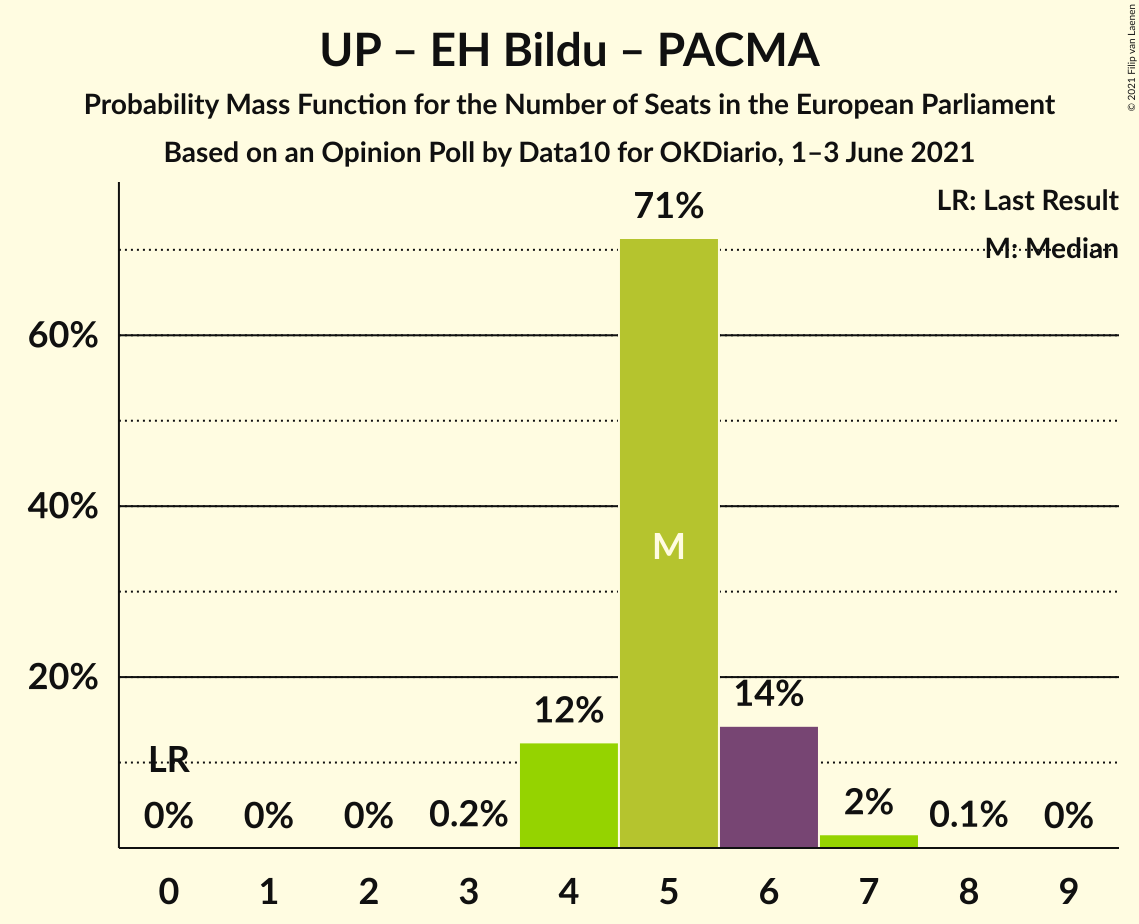 UP – EH Bildu – PACMA
Probability Mass Function for the Number of Seats in the European Parliament
Based on an Opinion Poll by Data10 for OKDiario, 1–3 June 2021
© 2021 Filip van Laenen
LR: Last Result
M: Median
71%
60%
40%
M
20%
14%
12%
LR
2%
0% 0% 0% 0.2% 0.1% 0%
0 1 2 3 4 5 6 7 8 9